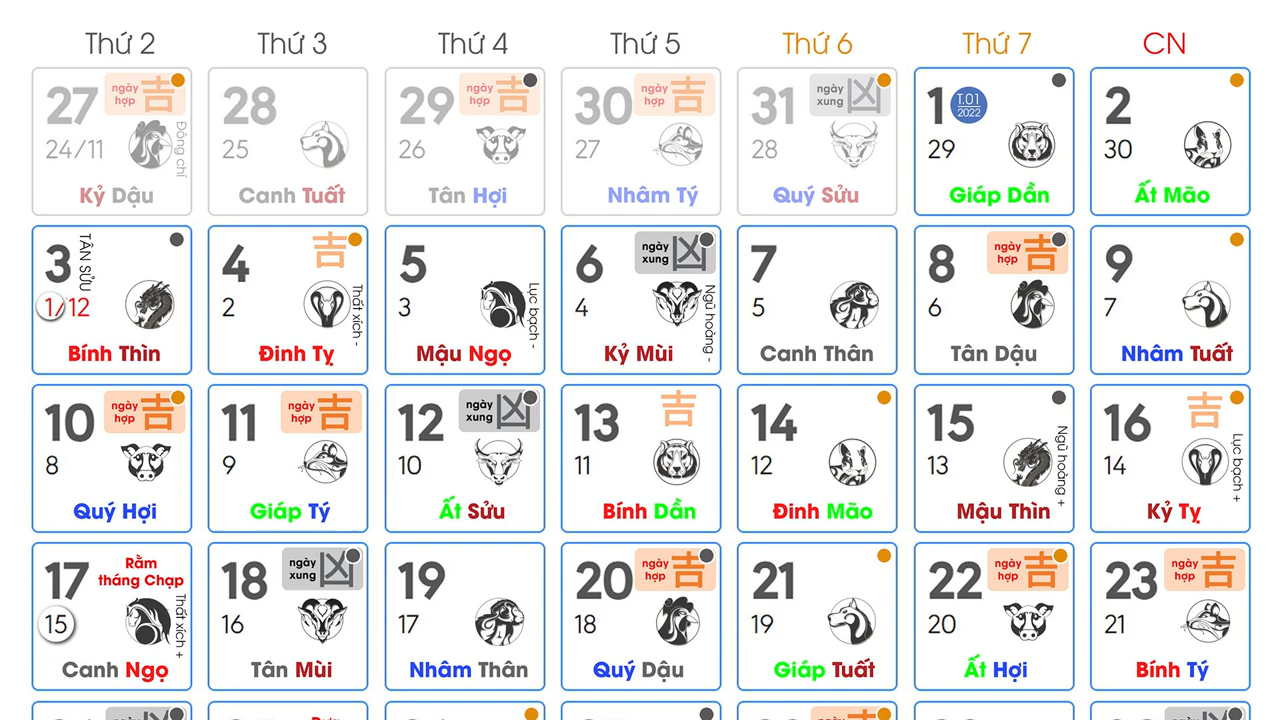 Thứ 2 Thứ 3 Thứ 4 Thứ 5 Thứ 6 Thứ 7 CN
27 ngày hợp 吉
24/11 Đông chí
Kỷ Dậu
28
25
Canh Tuất
29 ngày hợp 吉
26
Tân Hợi
30 ngày hợp 吉
27
Nhâm Tý
31 ngày xung 凶
28
Quý Sửu
1 T.01 2022
29
Giáp Dần
2
30
Ất Mão
3 TÂN SỬU
1/12
Bính Thìn
4 吉
2 Thất xích -
Đinh Tỵ
5
3 Lục bạch -
Mậu Ngọ
6 ngày xung 凶
4 Ngũ hoàng -
Kỷ Mùi
7
5
Canh Thân
8 ngày hợp 吉
6
Tân Dậu
9
7
Nhâm Tuất
10 ngày hợp 吉
8
Quý Hợi
11 ngày hợp 吉
9
Giáp Tý
12 ngày xung 凶
10
Ất Sửu
13 吉
11
Bính Dần
14
12
Đinh Mão
15
13 Ngũ hoàng +
Mậu Thìn
16 吉
14 Lục bạch +
Kỷ Tỵ
17 Rằm tháng Chạp
15 Thất xích +
Canh Ngọ
18 ngày xung 凶
16
Tân Mùi
19
17
Nhâm Thân
20 ngày hợp 吉
18
Quý Dậu
21
19
Giáp Tuất
22 ngày hợp 吉
20
Ất Hợi
23 ngày hợp 吉
21
Bính Tý